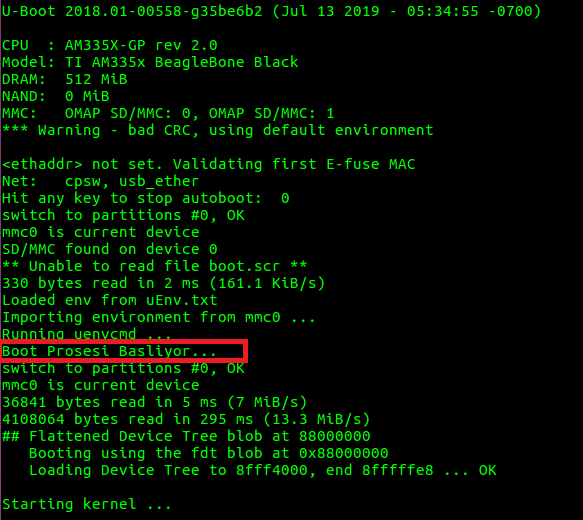 U-Boot 2018.01-00558-g35be6b2 (Jul 13 2019 - 05:34:55 -0700)
CPU  : AM335X-GP rev 2.0
Model: TI AM335x BeagleBone Black
DRAM:  512 MiB
NAND:  0 MiB
MMC:   OMAP SD/MMC: 0, OMAP SD/MMC: 1
*** Warning - bad CRC, using default environment
<ethaddr> not set. Validating first E-fuse MAC
Net:   cpsw, usb_ether
Hit any key to stop autoboot:  0
switch to partitions #0, OK
mmc0 is current device
SD/MMC found on device 0
** Unable to read file boot.scr **
330 bytes read in 2 ms (161.1 KiB/s)
Loaded env from uEnv.txt
Importing environment from mmc0 ...
Running uenvcmd ...
Boot Prosesi Basliyor...
switch to partitions #0, OK
mmc0 is current device
36841 bytes read in 5 ms (7 MiB/s)
4108064 bytes read in 295 ms (13.3 MiB/s)
## Flattened Device Tree blob at 88000000
   Booting using the fdt blob at 0x88000000
   Loading Device Tree to 8fff4000, end 8fffffe8 ... OK
Starting kernel ...